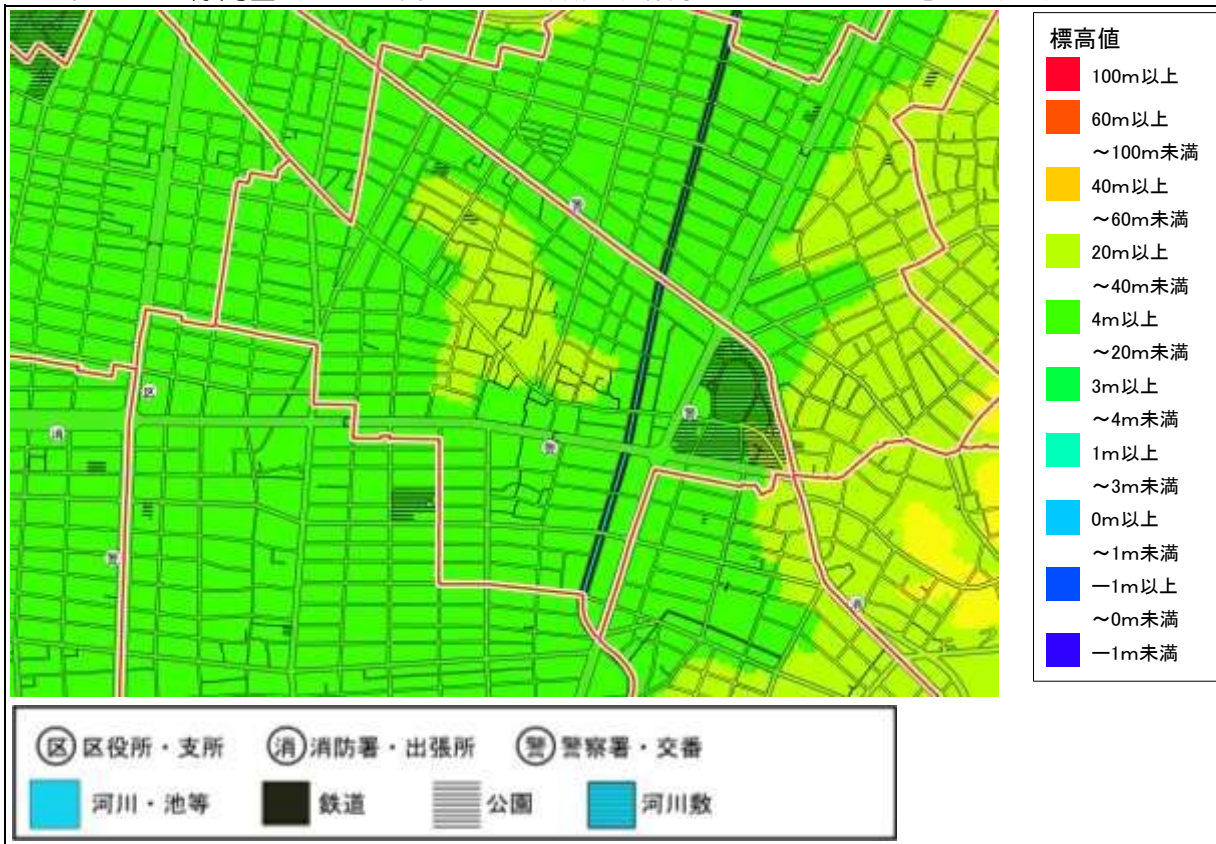 標高値
100m以上
60m以上
～100m未満
40m以上
～60m未満
20m以上
～40m未満
4m以上
～20m未満
3m以上
～4m未満
1m以上
～3m未満
0m以上
～1m未満
－1m以上
～0m未満
－1m未満
区
消
警
警
警
警
区 区役所・支所
消 消防署・出張所
警 警察署・交番
河川・池等
鉄道
公園
河川敷